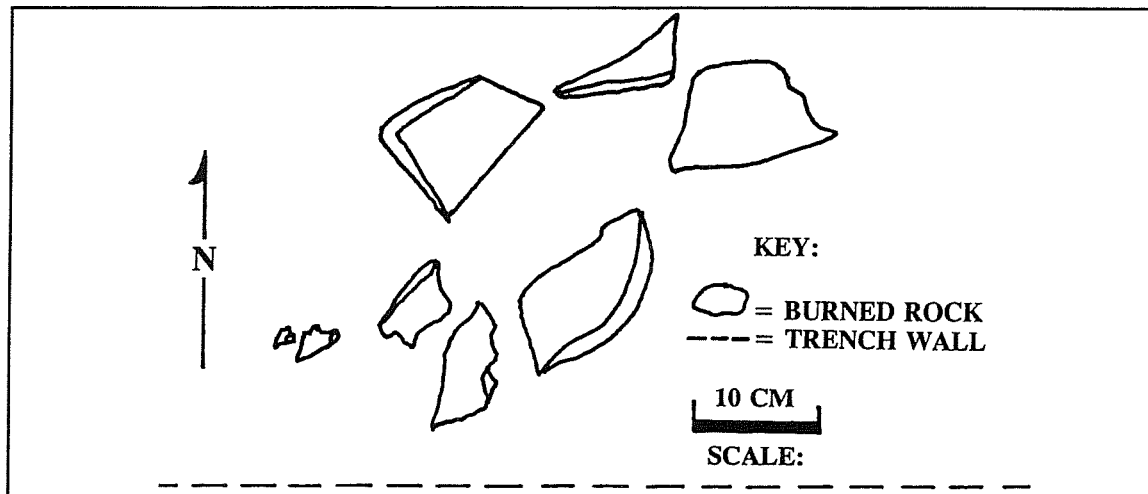 N
KEY:
= BURNED ROCK
= TRENCH WALL
10 CM
SCALE: